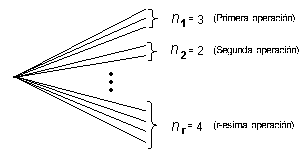 n1 = 3 (Primera operación)
n2 = 2 (Segunda operación)
nr = 4 (r-esima operación)